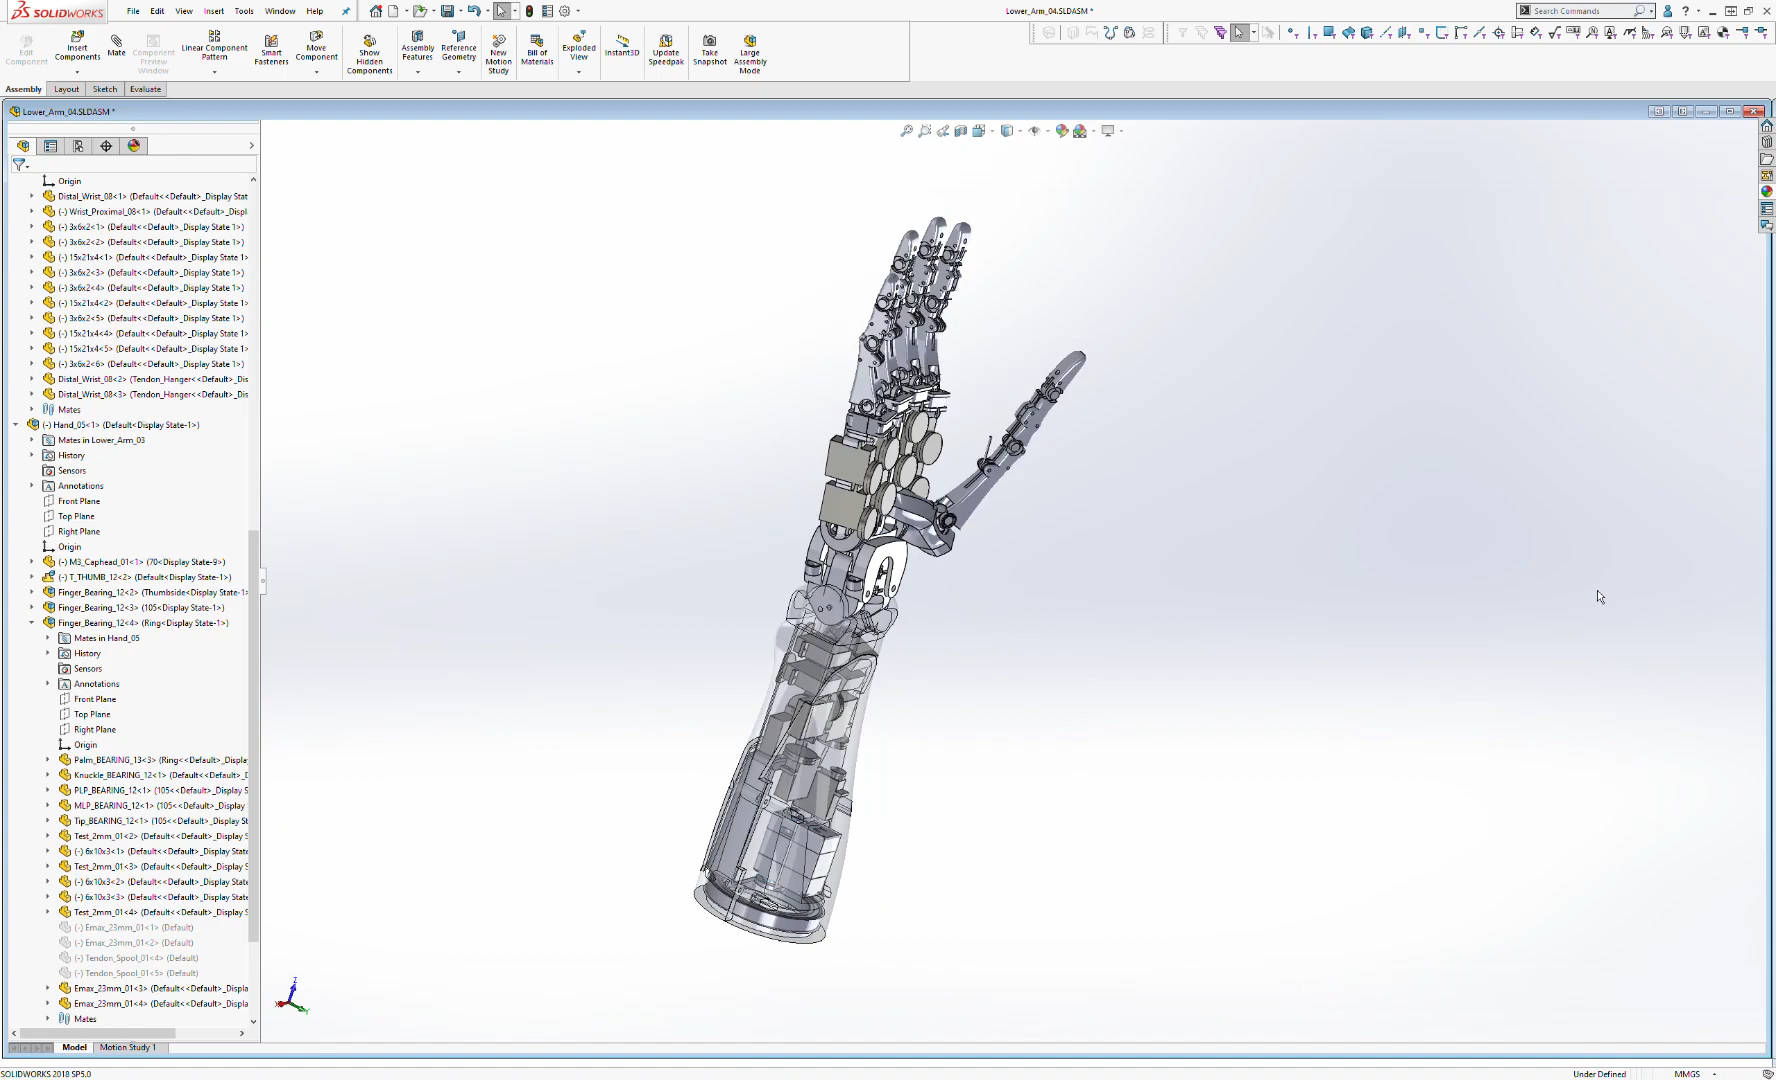 SOLIDWORKS
File Edit View Insert Tools Window Help
Lower_Arm_04.SLDASM *
Search Commands
Edit Component
Insert Components
Mate
Component Preview Window
Linear Component Pattern
Smart Fasteners
Move Component
Show Hidden Components
Assembly Features
Reference Geometry
New Motion Study
Bill of Materials
Exploded View
Instant3D
Update Speedpak
Take Snapshot
Large Assembly Mode
Assembly Layout Sketch Evaluate
Lower_Arm_04.SLDASM *
Origin
Distal_Wrist_08<1> (Default<<Default>_Display Stat
(-) Wrist_Proximal_08<1> (Default<<Default>_Displ
(-) 3x6x2<1> (Default<<Default>_Display State 1>)
(-) 3x6x2<2> (Default<<Default>_Display State 1>)
(-) 15x21x4<1> (Default<<Default>_Display State 1>
(-) 3x6x2<3> (Default<<Default>_Display State 1>)
(-) 3x6x2<4> (Default<<Default>_Display State 1>)
(-) 15x21x4<2> (Default<<Default>_Display State 1>
(-) 3x6x2<5> (Default<<Default>_Display State 1>)
(-) 15x21x4<4> (Default<<Default>_Display State 1>
(-) 15x21x4<5> (Default<<Default>_Display State 1>
(-) 3x6x2<6> (Default<<Default>_Display State 1>)
Distal_Wrist_08<2> (Tendon_Hanger<<Default>_Dis
Distal_Wrist_08<3> (Tendon_Hanger<<Default>_Dis
Mates
(-) Hand_05<1> (Default<Display State-1>)
Mates in Lower_Arm_03
History
Sensors
Annotations
Front Plane
Top Plane
Right Plane
Origin
(-) M3_Caphead_01<1> (70<Display State-9>)
(-) T_THUMB_12<2> (Default<Display State-1>)
Finger_Bearing_12<2> (Thumbside<Display State-1>
Finger_Bearing_12<3> (105<Display State-1>)
Finger_Bearing_12<4> (Ring<Display State-1>)
Mates in Hand_05
History
Sensors
Annotations
Front Plane
Top Plane
Right Plane
Origin
Palm_BEARING_13<3> (Ring<<Default>_Displa
Knuckle_BEARING_12<1> (Default<<Default>_D
PLP_BEARING_12<1> (105<<Default>_Display
MLP_BEARING_12<1> (105<<Default>_Display
Tip_BEARING_12<1> (105<<Default>_Display
Test_2mm_01<2> (Default<<Default>_Display S
(-) 6x10x3<1> (Default<<Default>_Display State
Test_2mm_01<3> (Default<<Default>_Display S
(-) 6x10x3<2> (Default<<Default>_Display State
(-) 6x10x3<3> (Default<<Default>_Display State
Test_2mm_01<4> (Default<<Default>_Display S
(-) Emax_23mm_01<1> (Default)
(-) Emax_23mm_01<2> (Default)
(-) Tendon_Spool_01<4> (Default)
(-) Tendon_Spool_01<5> (Default)
Emax_23mm_01<3> (Default<<Default>_Displa
Emax_23mm_01<4> (Default<<Default>_Displa
Mates
Model Motion Study 1
SOLIDWORKS 2018 SP5.0
Under Defined MMGS